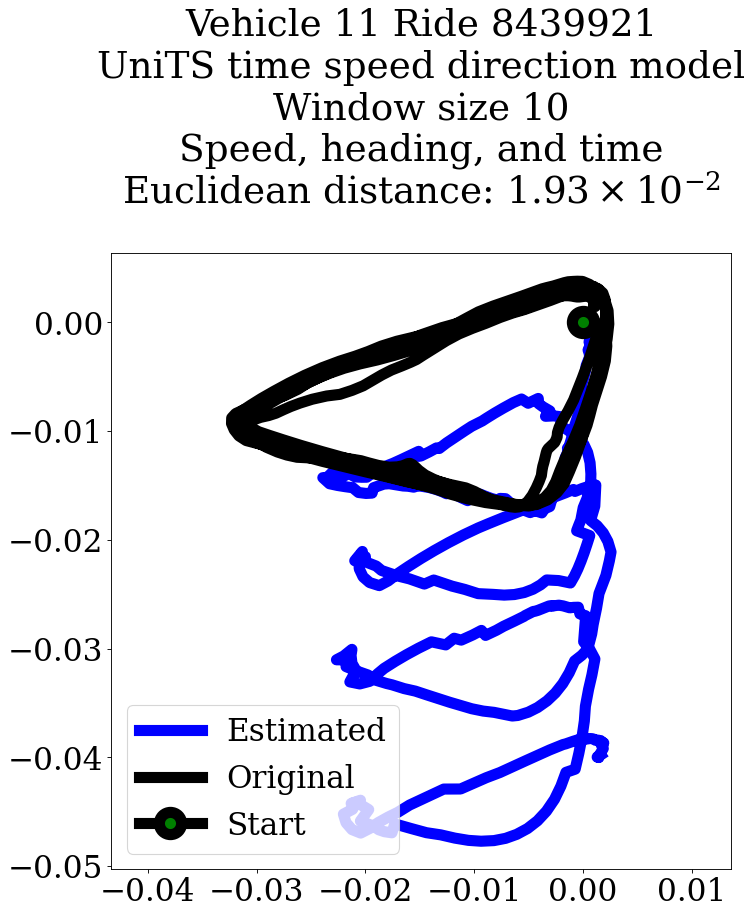 Vehicle 11 Ride 8439921
UniTS time speed direction model
Window size 10
Speed, heading, and time
Euclidean distance: 1.93 × 10⁻²
0.00
−0.01
−0.02
−0.03
−0.04
−0.05
Estimated
Original
Start
−0.04 −0.03 −0.02 −0.01 0.00 0.01